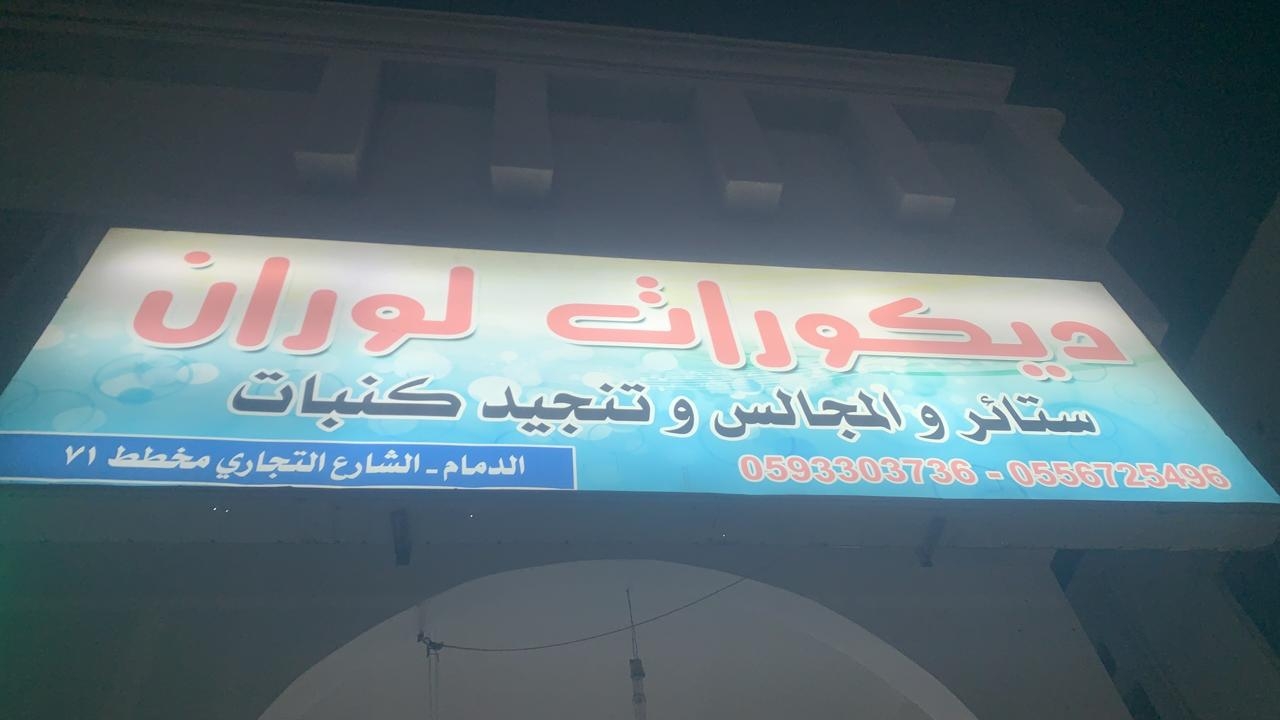 ديكورات لوران
ستائر و المجالس و تنجيد كنبات
0593303736 - 0556725496
الدمام - الشارع التجاري مخطط ٧١